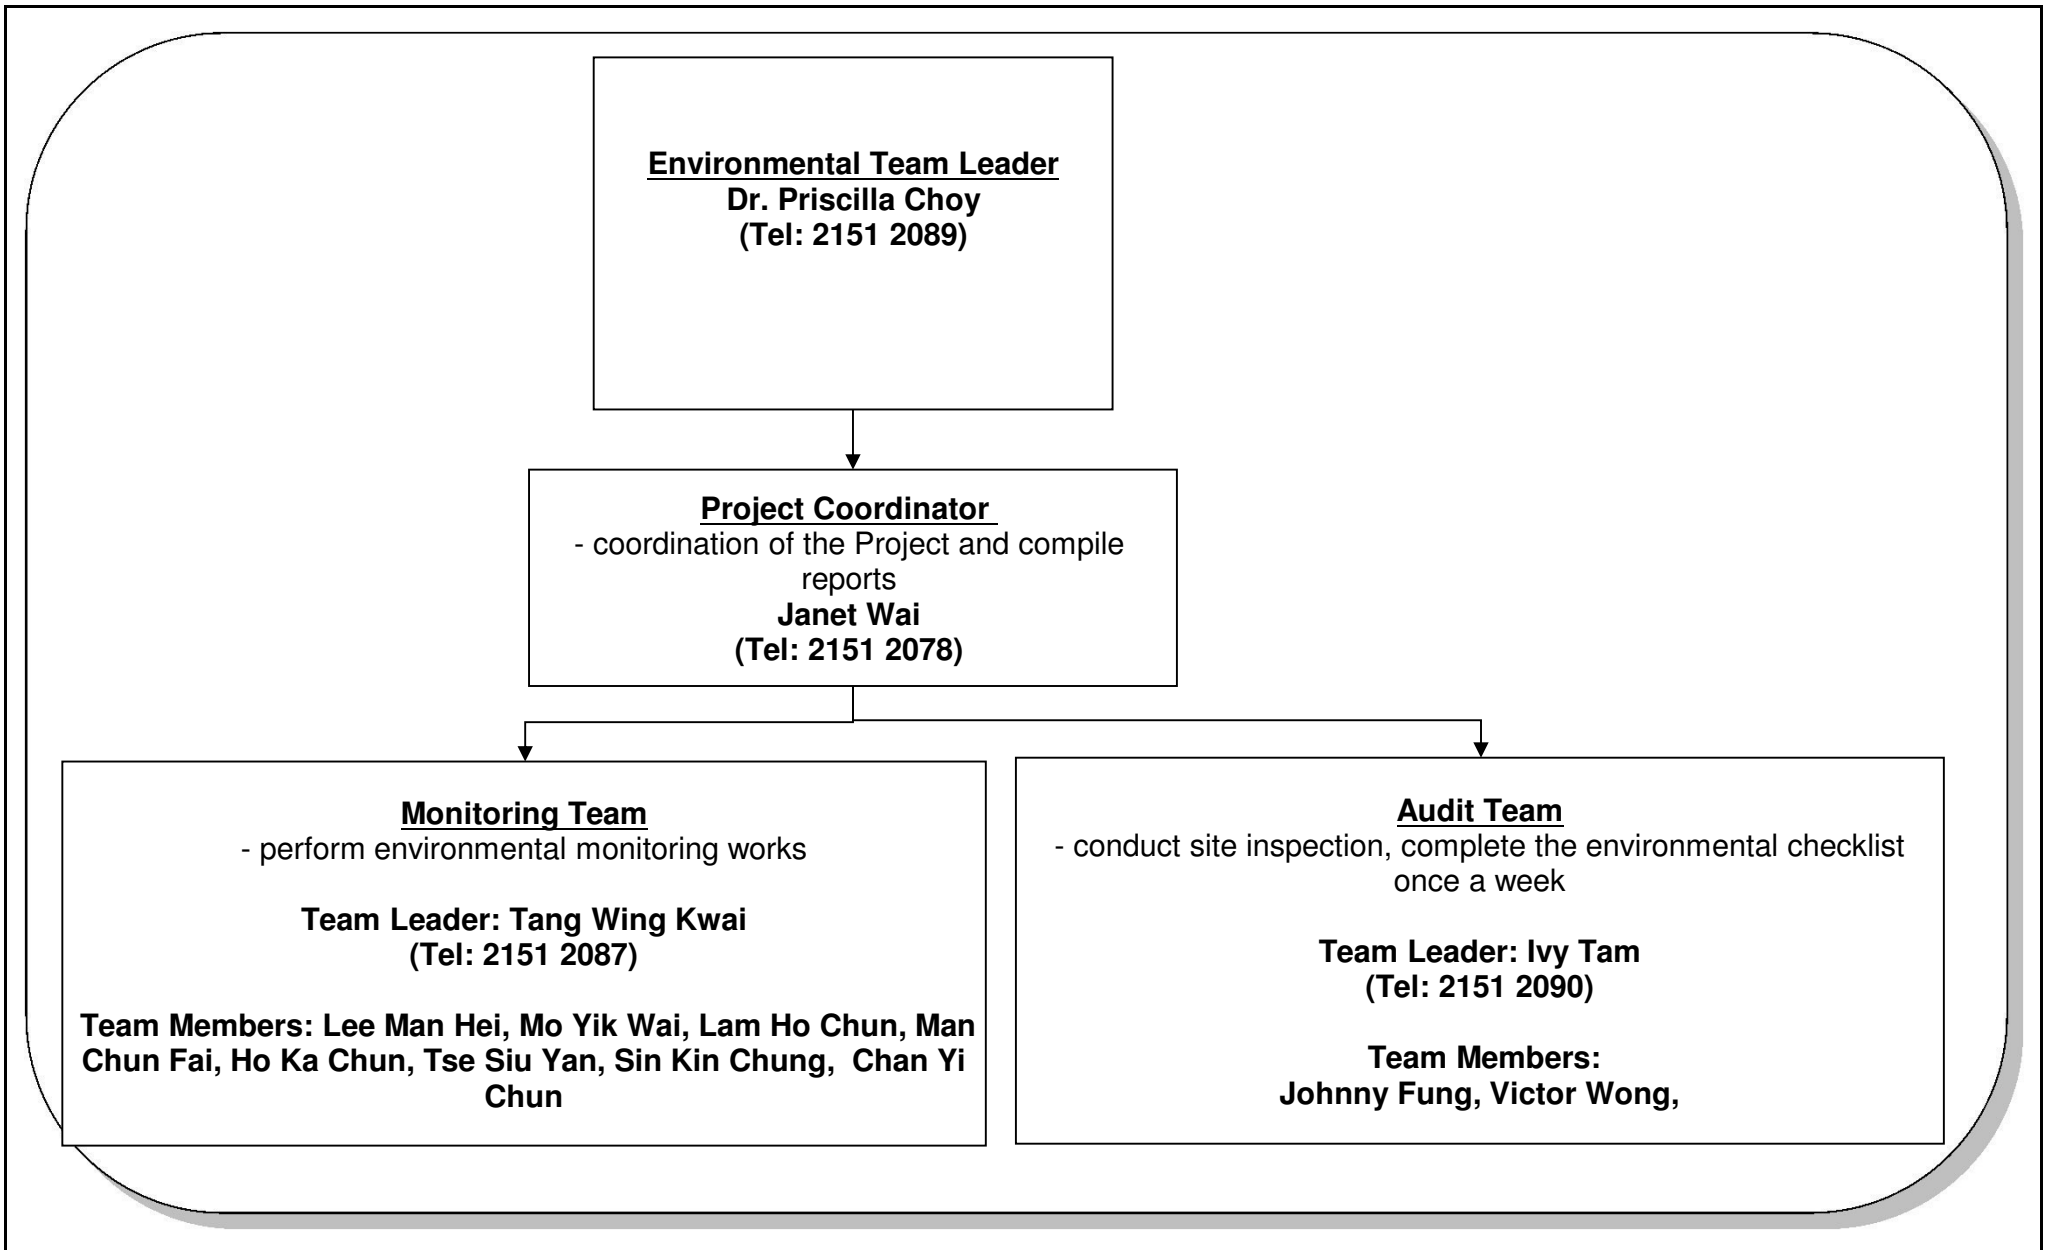 Environmental Team Leader
Dr. Priscilla Choy
(Tel: 2151 2089)
Project Coordinator
- coordination of the Project and compile
reports
Janet Wai
(Tel: 2151 2078)
Monitoring Team
- perform environmental monitoring works
Team Leader: Tang Wing Kwai
(Tel: 2151 2087)
Team Members: Lee Man Hei, Mo Yik Wai, Lam Ho Chun, Man
Chun Fai, Ho Ka Chun, Tse Siu Yan, Sin Kin Chung, Chan Yi
Chun
Audit Team
- conduct site inspection, complete the environmental checklist
once a week
Team Leader: Ivy Tam
(Tel: 2151 2090)
Team Members:
Johnny Fung, Victor Wong,